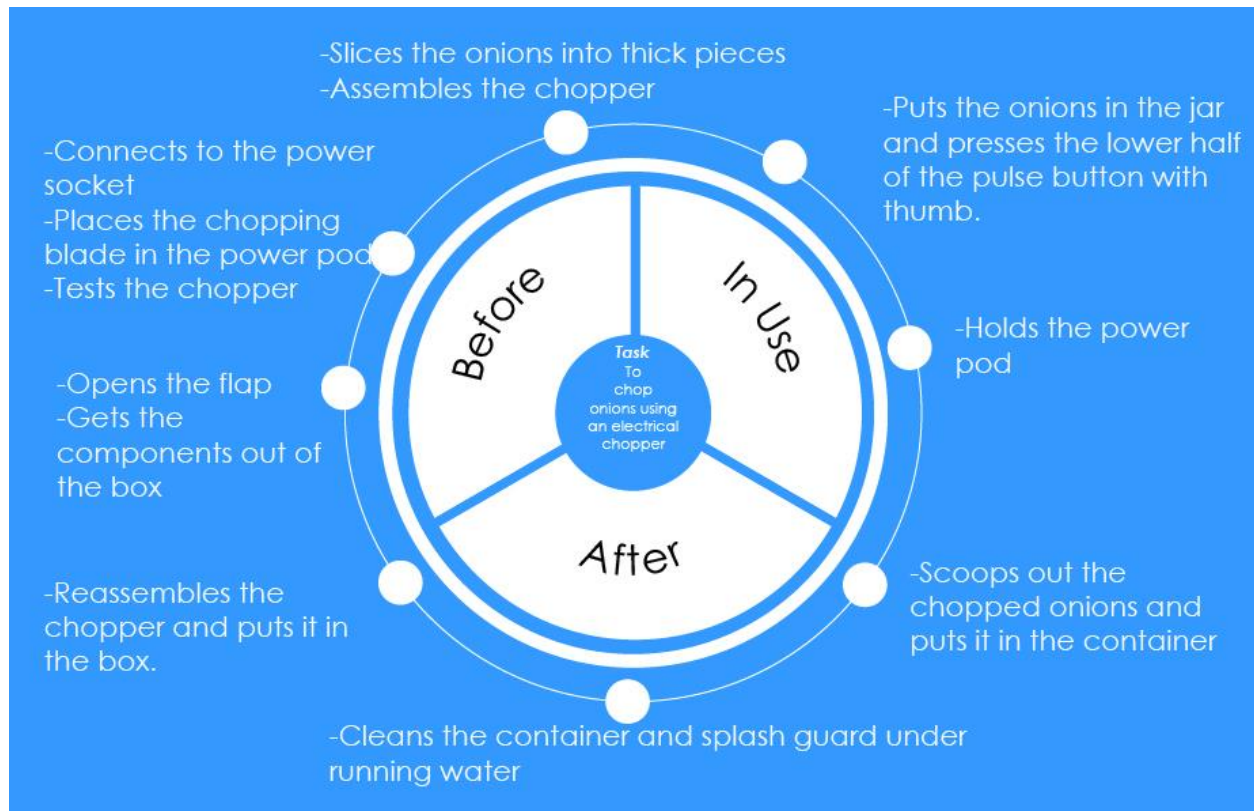 -Slices the onions into thick pieces
-Assembles the chopper
-Puts the onions in the jar
and presses the lower half
of the pulse button with
thumb.
-Connects to the power
socket
-Places the chopping
blade in the power pod
-Tests the chopper
Before
In Use
Task
To
chop
onions using
an electrical
chopper
-Holds the power
pod
-Opens the flap
-Gets the
components out of
the box
After
-Scoops out the
chopped onions and
puts it in the container
-Reassembles the
chopper and puts it in
the box.
-Cleans the container and splash guard under
running water